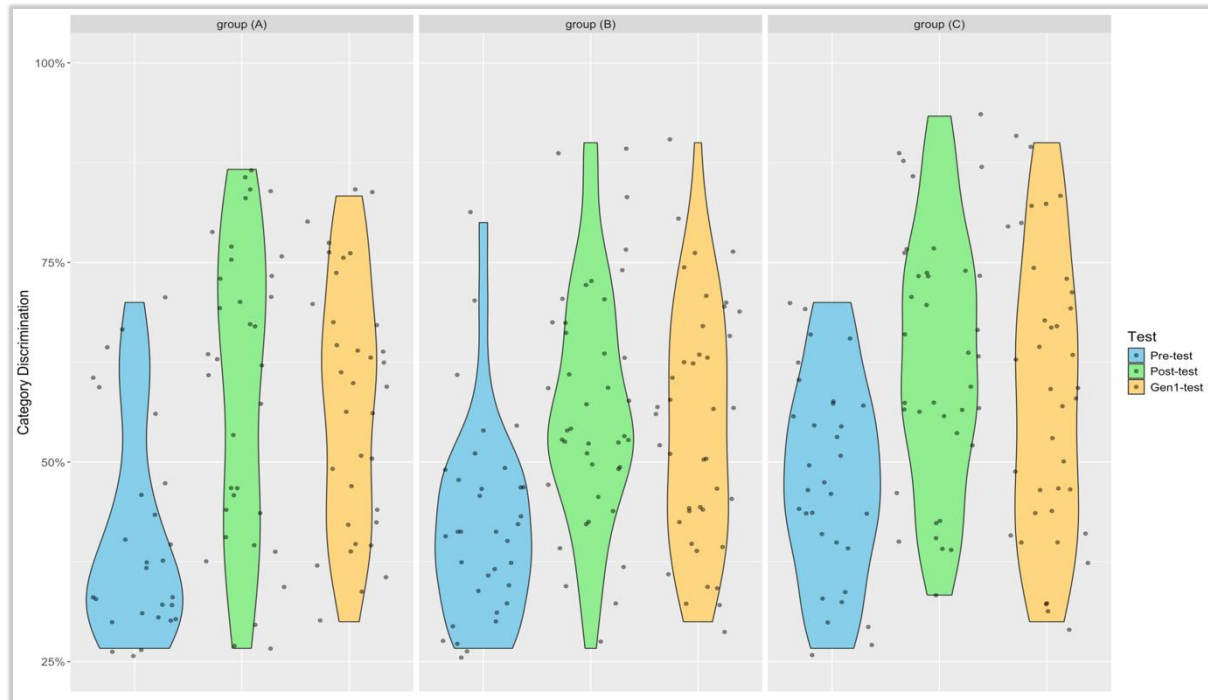 group (A)
group (B)
group (C)
100%
75%
50%
25%
Category Discrimination
Test
Pre-test
Post-test
Gen1-test